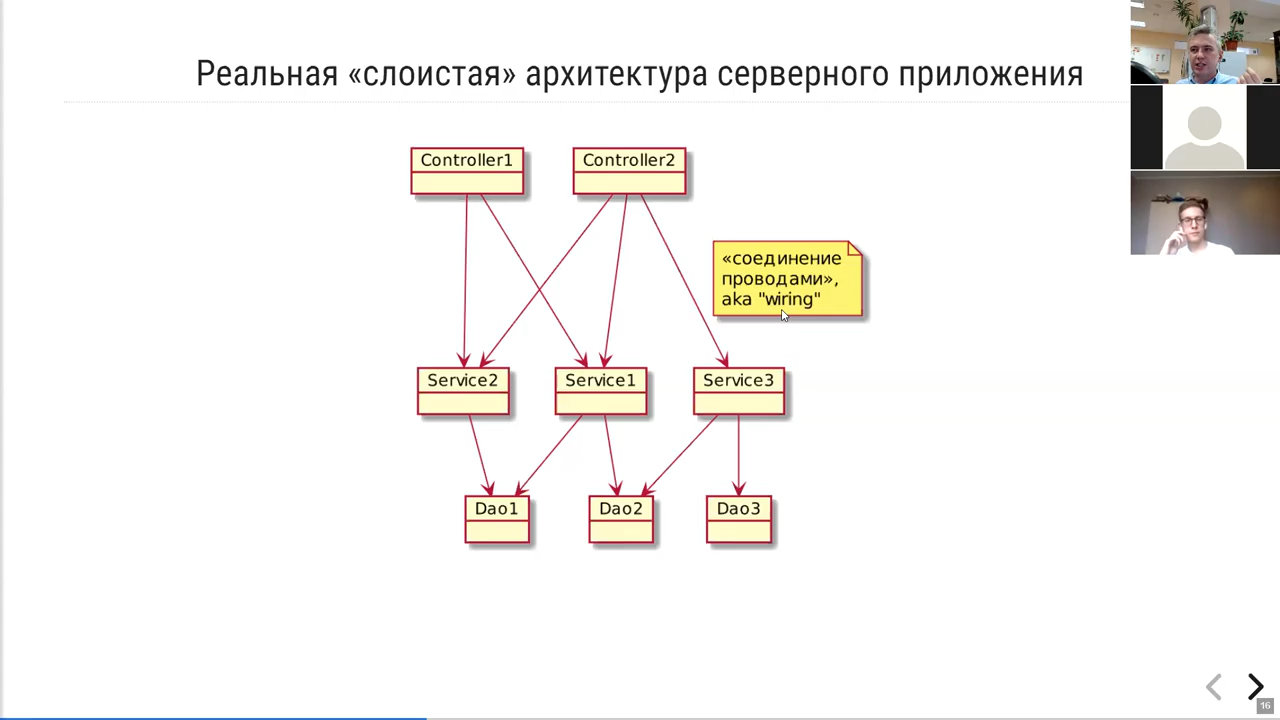 Реальная «слоистая» архитектура серверного приложения
Controller1
Controller2
«соединение
проводами»,
aka "wiring"
Service2
Service1
Service3
Dao1
Dao2
Dao3
16